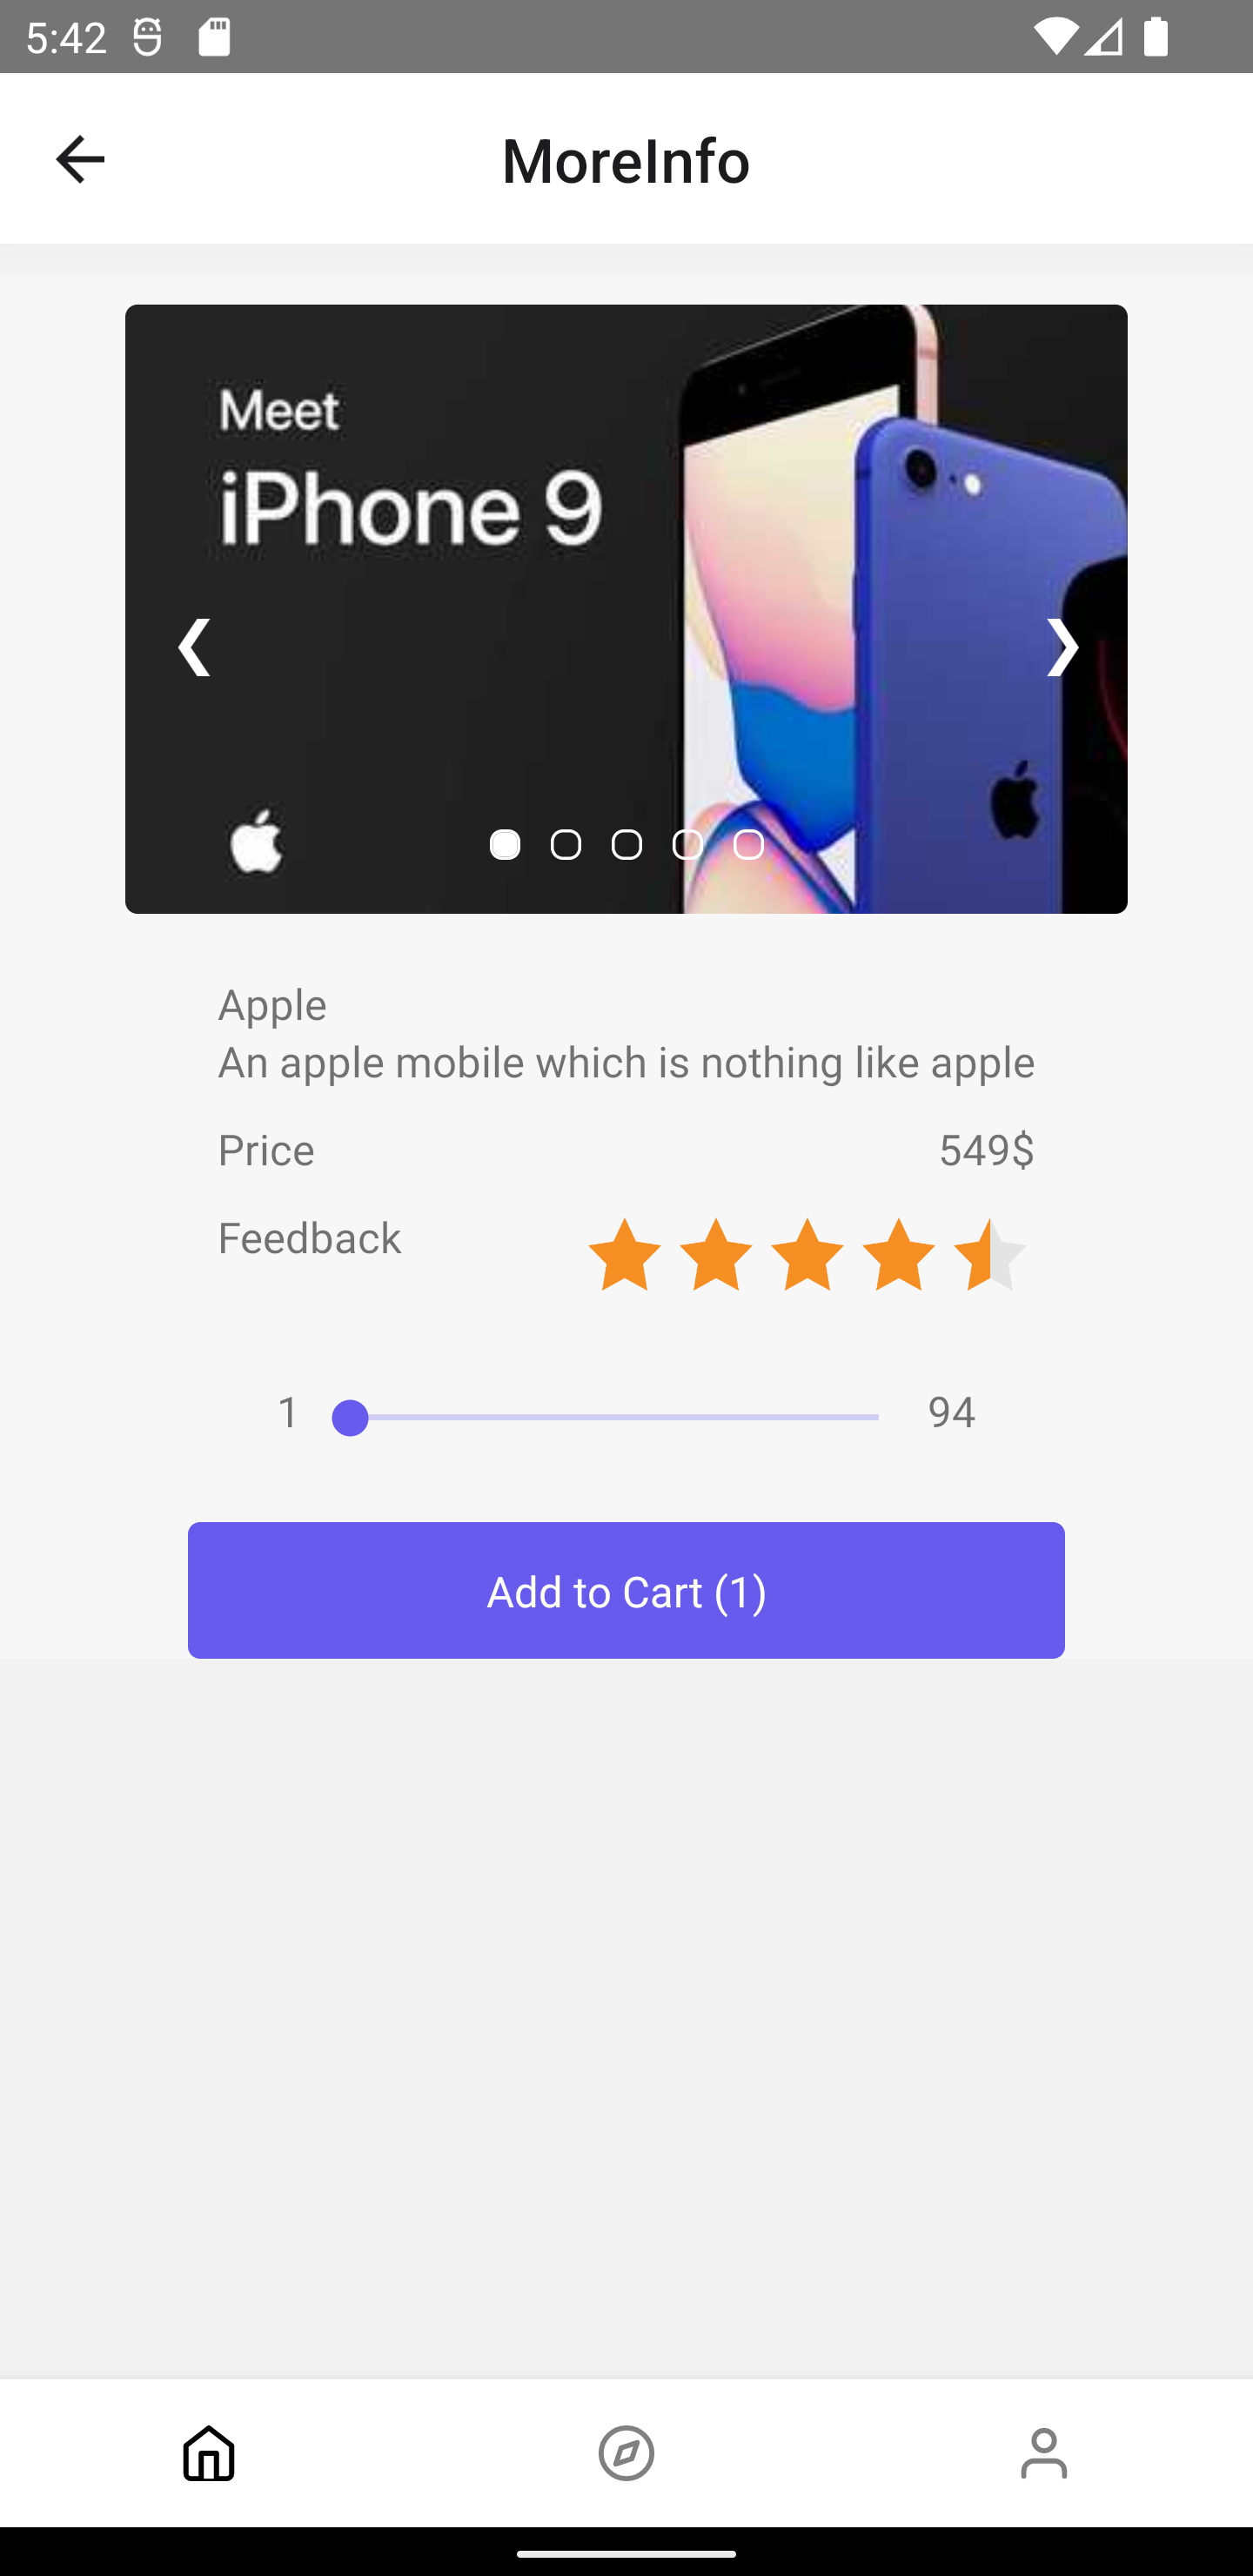 5:42
MoreInfo
Meet
iPhone 9
Apple
An apple mobile which is nothing like apple
Price 549$
Feedback
1 94
Add to Cart (1)